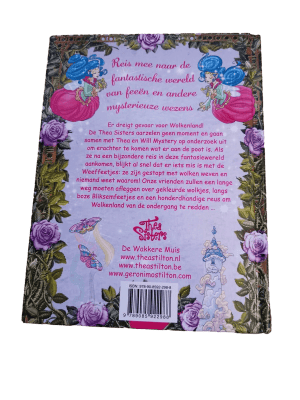 Reis mee naar de
fantastische wereld
van feeën en andere
mysterieuze wezens
Er dreigt gevaar voor Wolkenland!
De Thea Sisters aarzelen geen moment en gaan
samen met Thea en Will Mystery op onderzoek uit
om erachter te komen wat er aan de poot is. Als
ze na een bijzondere reis in deze fantasiewereld
aankomen, blijkt al snel dat er iets mis is met de
Weeffeetjes: ze zijn gestopt met wolken weven en
niemand weet waarom! Onze vrienden zullen een lange
weg moeten afleggen over gekleurde wolkjes, langs
boze Bliksemfeetjes en een honderdhandige reus om
Wolkenland van de ondergang te redden ...
Thea
Sisters
De Wakkere Muis
www.theastilton.nl
www.theastilton.be
www.geronimostilton.com